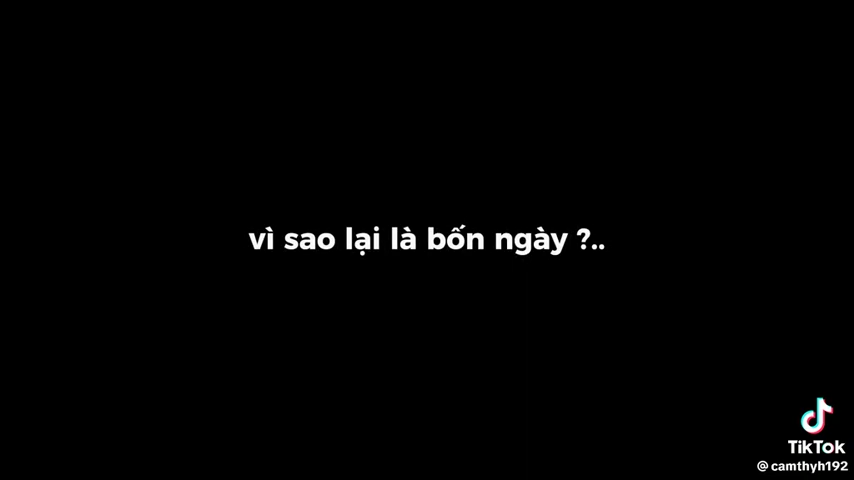 vì sao lại là bốn ngày ?..
TikTok
@camthyh192